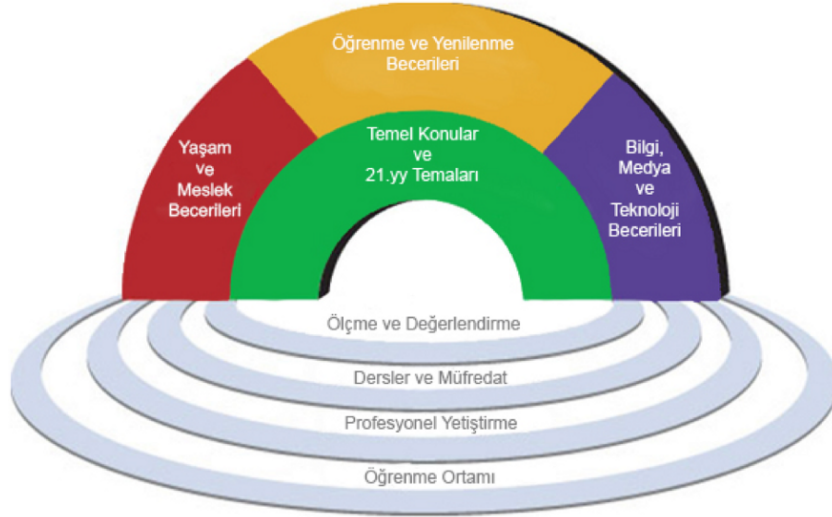 Öğrenme ve Yenilenme
Becerileri
Yaşam
ve
Meslek
Becerileri
Temel Konular
ve
21.yy Temaları
Bilgi,
Medya
ve
Teknoloji
Becerileri
Ölçme ve Değerlendirme
Dersler ve Müfredat
Profesyonel Yetiştirme
Öğrenme Ortamı